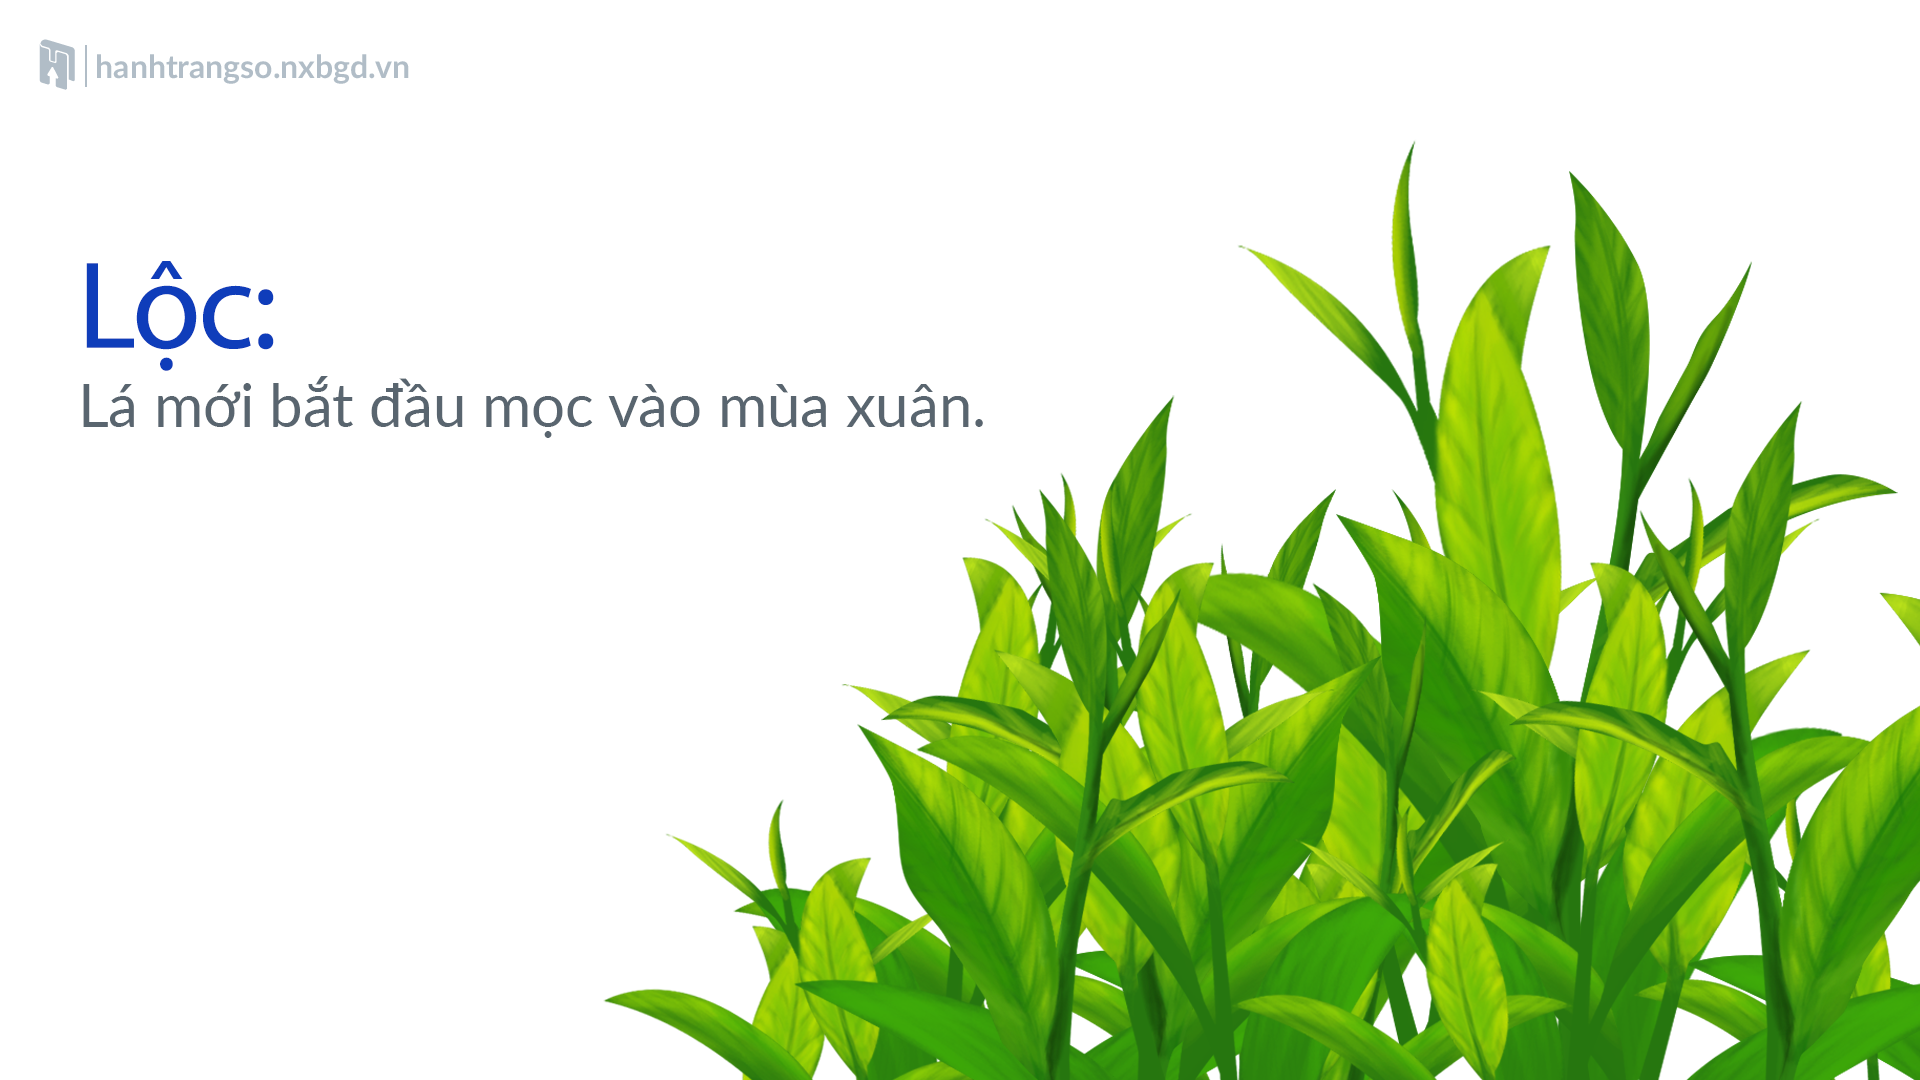 hanhtrangso.nxbgd.vn
Lộc:
Lá mới bắt đầu mọc vào mùa xuân.